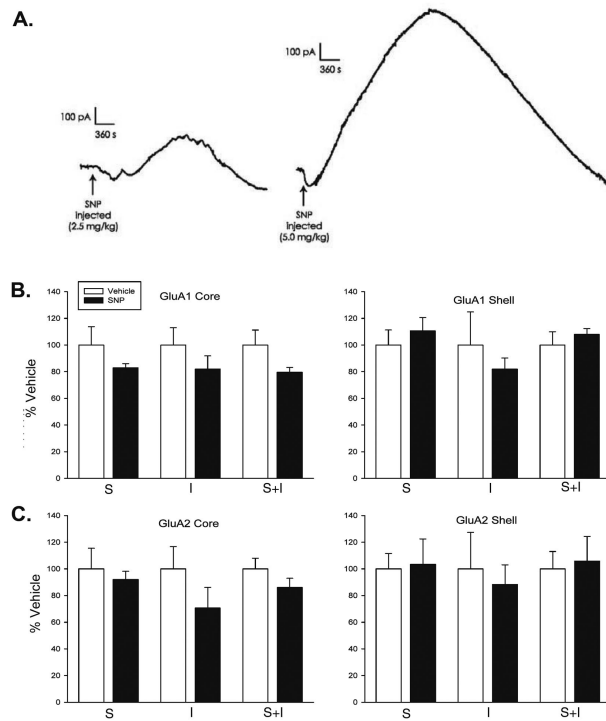 A.
100 pA
360 s
SNP
injected
(2.5 mg/kg)
100 pA
360 s
SNP
injected
(5.0 mg/kg)
B.
Vehicle
SNP
GluA1 Core
% Vehicle
140
120
100
80
60
40
20
0
S
I
S+I
GluA1 Shell
140
120
100
80
60
40
20
0
S
I
S+I
C.
GluA2 Core
% Vehicle
140
120
100
80
60
40
20
0
S
I
S+I
GluA2 Shell
140
120
100
80
60
40
20
0
S
I
S+I